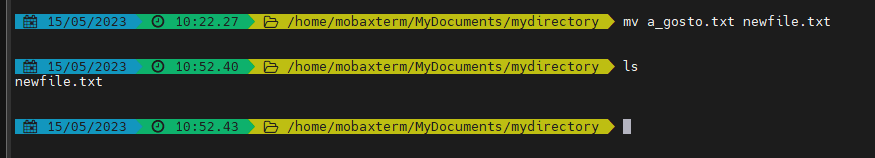 15/05/2023 10:22.27 /home/mobaxterm/MyDocuments/mydirectory mv a_gosto.txt newfile.txt
15/05/2023 10:52.40 /home/mobaxterm/MyDocuments/mydirectory ls
newfile.txt
15/05/2023 10:52.43 /home/mobaxterm/MyDocuments/mydirectory